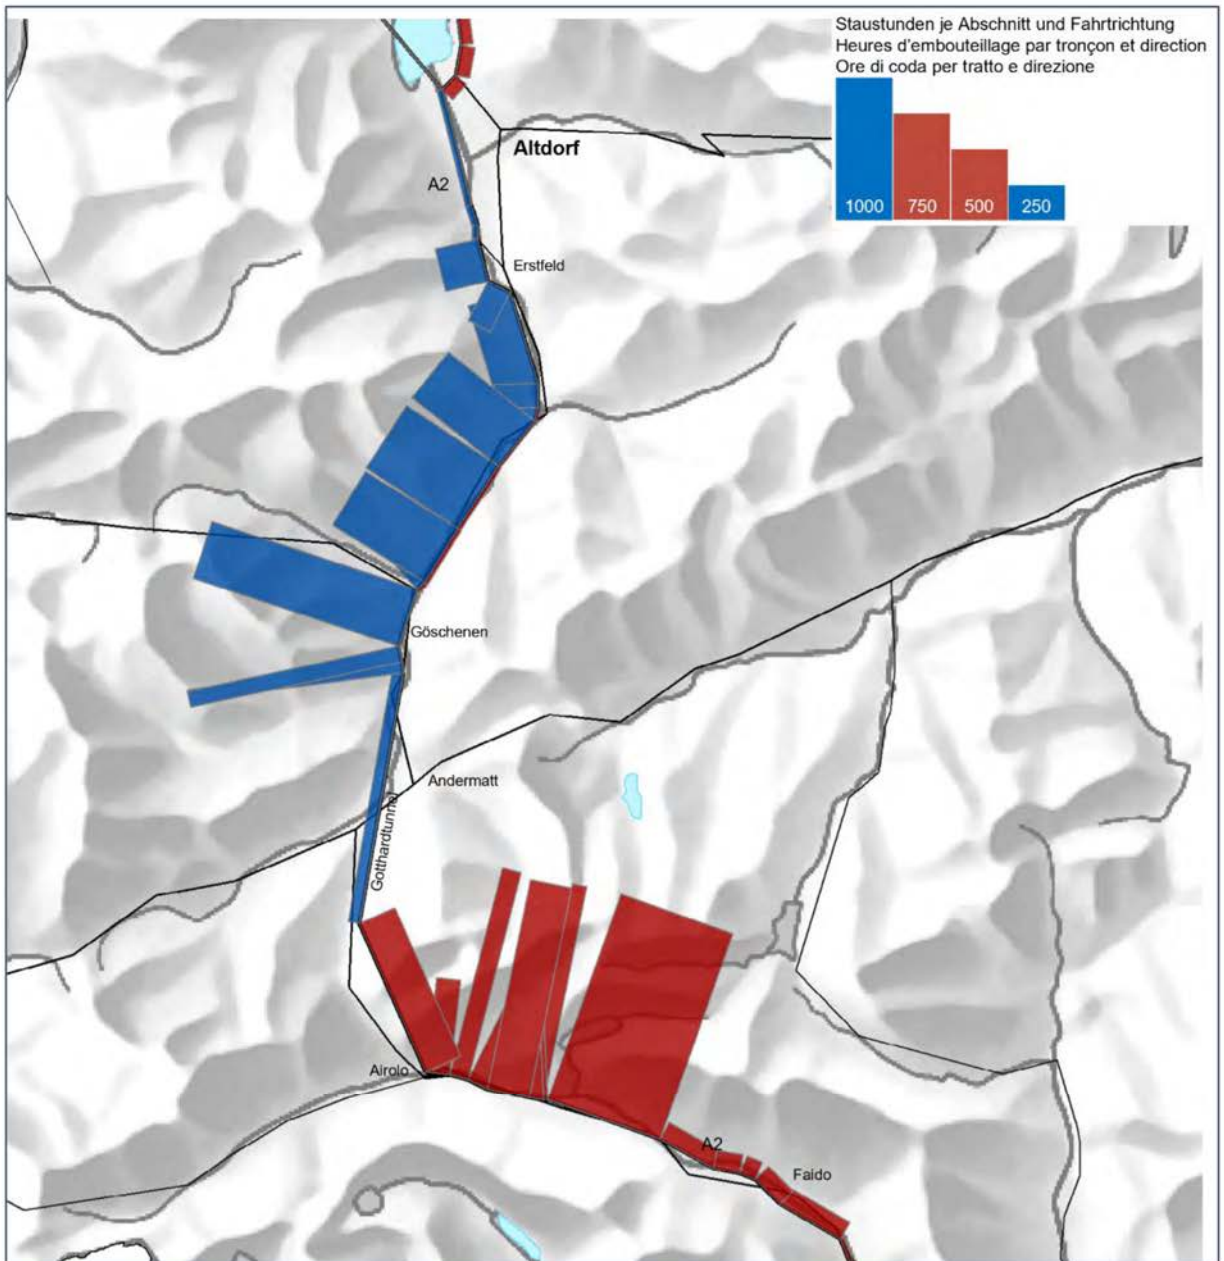 Staustunden je Abschnitt und Fahrtrichtung
Heures d'embouteillage par tronçon et direction
Ore di coda per tratto e direzione
1000 750 500 250
Altdorf
A2
Erstfeld
Göschenen
Andermatt
Gotthardtunnel
Airolo
A2
Faido